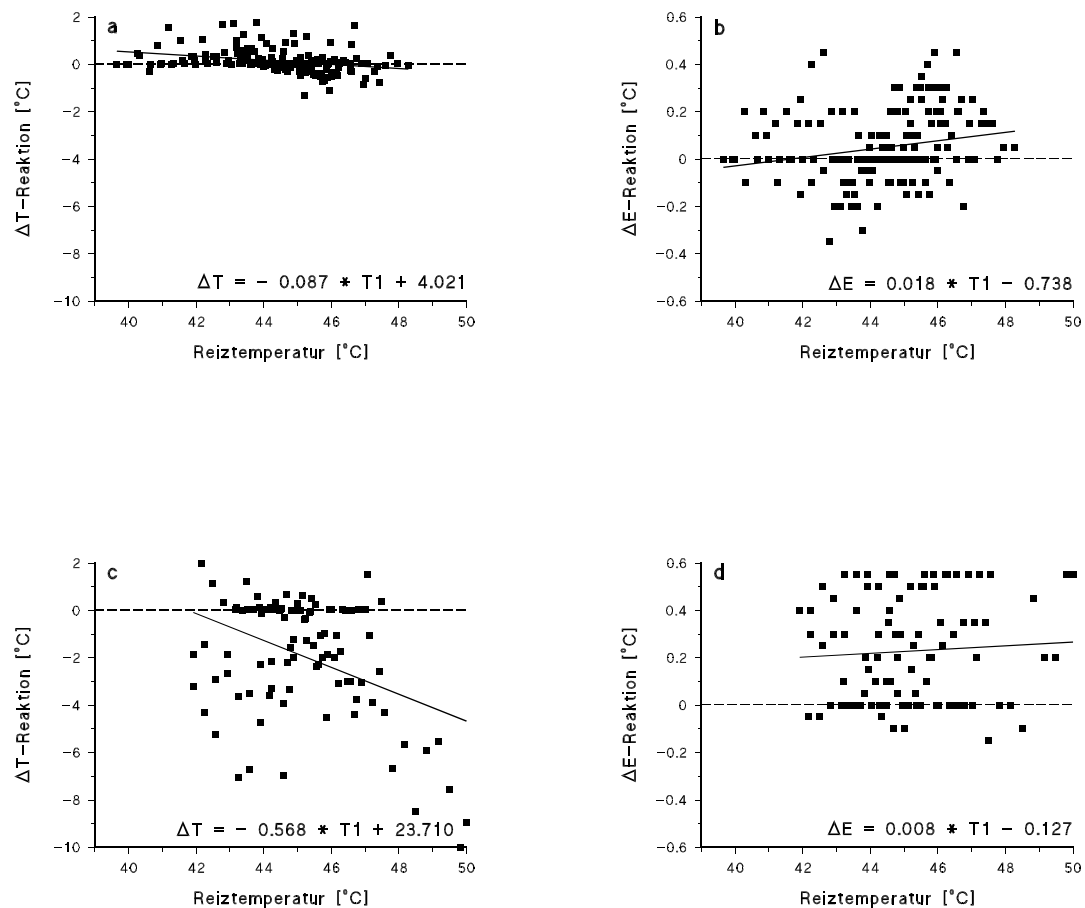 a
2
0
−2
−4
−6
−8
−10
ΔT−Reaktion [°C]
ΔT = − 0.087 * T1 + 4.021
40 42 44 46 48 50
Reiztemperatur [°C]
b
0.6
0.4
0.2
0
−0.2
−0.4
−0.6
ΔE−Reaktion [°C]
ΔE = 0.018 * T1 − 0.738
40 42 44 46 48 50
Reiztemperatur [°C]
c
2
0
−2
−4
−6
−8
−10
ΔT−Reaktion [°C]
ΔT = − 0.568 * T1 + 23.710
40 42 44 46 48 50
Reiztemperatur [°C]
d
0.6
0.4
0.2
0
−0.2
−0.4
−0.6
ΔE−Reaktion [°C]
ΔE = 0.008 * T1 − 0.127
40 42 44 46 48 50
Reiztemperatur [°C]